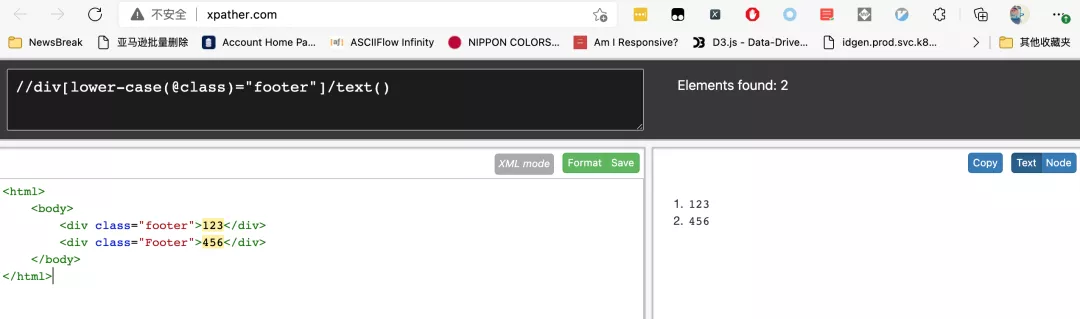 不安全 | xpather.com
NewsBreak 亚马逊批量删除 Account Home Pa... ASCIIFlow Infinity NIPPON COLORS... Am I Responsive? D3.js - Data-Drive... idgen.prod.svc.k8... 其他收藏夹
//div[lower-case(@class)="footer"]/text()
Elements found: 2
XML mode Format Save
Copy Text Node
<html>
<body>
<div class="footer">123</div>
<div class="Footer">456</div>
</body>
</html>
1. 123
2. 456